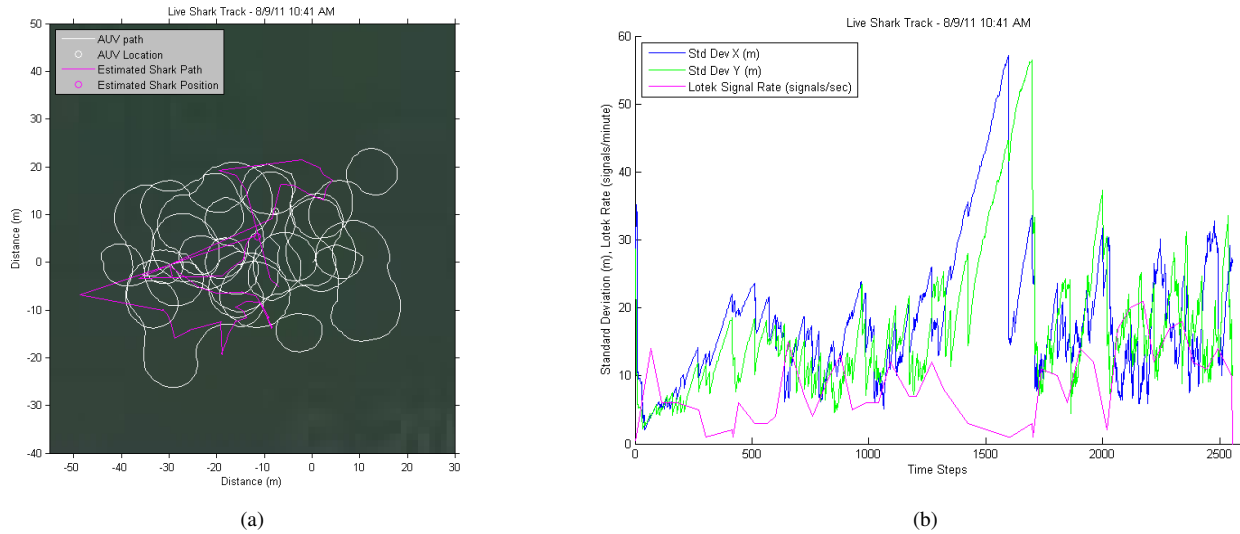 Live Shark Track - 8/9/11 10:41 AM
AUV path
AUV Location
Estimated Shark Path
Estimated Shark Position
50
40
30
20
10
0
-10
-20
-30
-40
-50 -40 -30 -20 -10 0 10 20 30
Distance (m)
Distance (m)
(a)
Live Shark Track - 8/9/11 10:41 AM
Std Dev X (m)
Std Dev Y (m)
Lotek Signal Rate (signals/sec)
60
50
40
30
20
10
0
0 500 1000 1500 2000 2500
Standard Deviation (m), Lotek Rate (signals/minute)
Time Steps
(b)